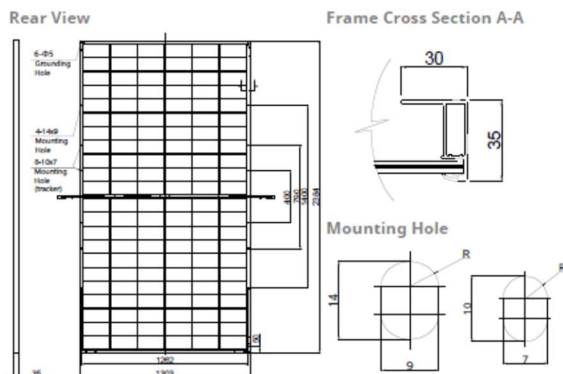 Rear View
Frame Cross Section A-A
6-Φ5
Grounding
Hole
30
35
4-14x9
Mounting
Hole
8-10x7
Mounting
Hole
(tracker)
400
790
1400
2384
Mounting Hole
R
14
9
R
10
7
1262
35
1303